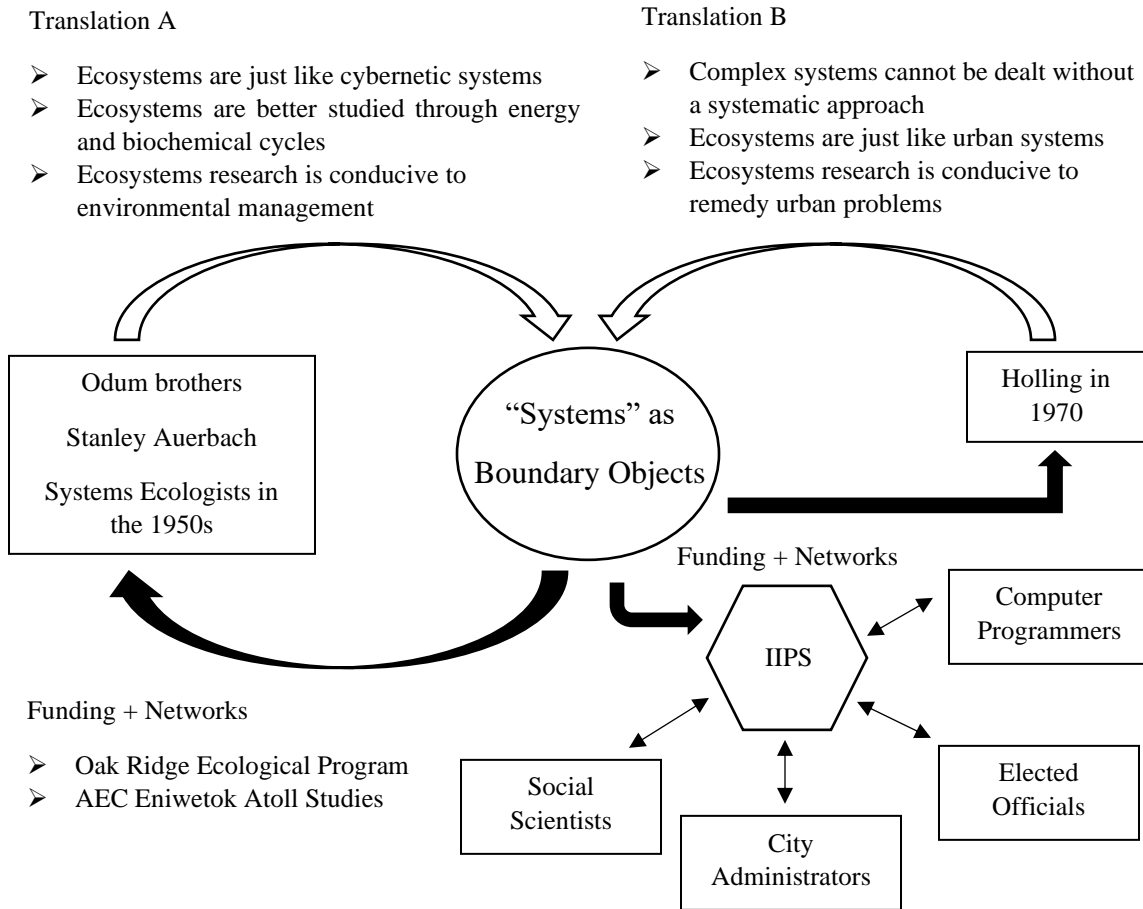 Translation A
➢ Ecosystems are just like cybernetic systems
➢ Ecosystems are better studied through energy
and biochemical cycles
➢ Ecosystems research is conducive to
environmental management
Translation B
➢ Complex systems cannot be dealt without
a systematic approach
➢ Ecosystems are just like urban systems
➢ Ecosystems research is conducive to
remedy urban problems
Odum brothers
Stanley Auerbach
Systems Ecologists in
the 1950s
“Systems” as
Boundary Objects
Holling in
1970
Funding + Networks
➢ Oak Ridge Ecological Program
➢ AEC Eniwetok Atoll Studies
Funding + Networks
IIPS
Computer
Programmers
Social
Scientists
City
Administrators
Elected
Officials